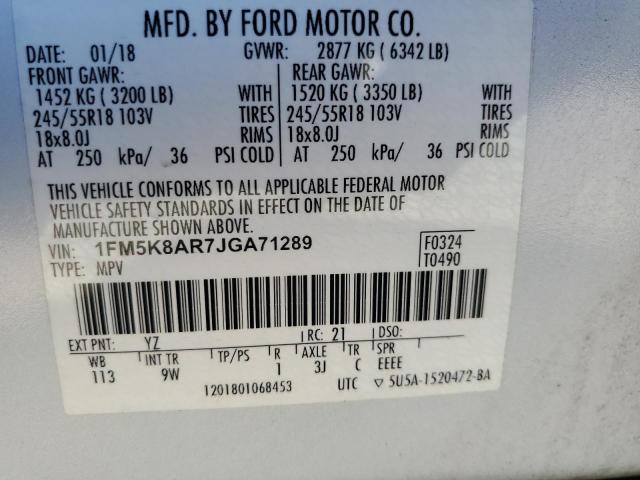 MFD. BY FORD MOTOR CO.
DATE: 01/18 GVWR: 2877 KG ( 6342 LB)
FRONT GAWR: REAR GAWR:
1452 KG ( 3200 LB) WITH 1520 KG ( 3350 LB) WITH
245/55R18 103V TIRES 245/55R18 103V TIRES
18x8.0J RIMS 18x8.0J RIMS
AT 250 kPa/ 36 PSI COLD AT 250 kPa/ 36 PSI COLD
THIS VEHICLE CONFORMS TO ALL APPLICABLE FEDERAL MOTOR
VEHICLE SAFETY STANDARDS IN EFFECT ON THE DATE OF
MANUFACTURE SHOWN ABOVE.
VIN: 1FM5K8AR7JGA71289 F0324
TYPE: MPV T0490
EXT PNT: YZ RC: 21 DSO:
WB INT TR TP/PS R AXLE TR SPR
113 9W 1 3J C EEEE
1201801068453 UTC ▽ 5U5A-1520472-BA